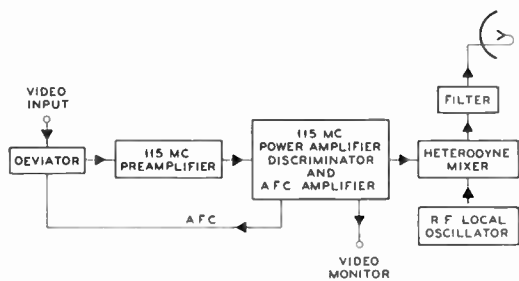 VIDEO
INPUT
DEVIATOR
115 MC
PREAMPLIFIER
115 MC
POWER AMPLIFIER
DISCRIMINATOR
AND
AFC AMPLIFIER
FILTER
HETERODYNE
MIXER
RF LOCAL
OSCILLATOR
AFC
VIDEO
MONITOR